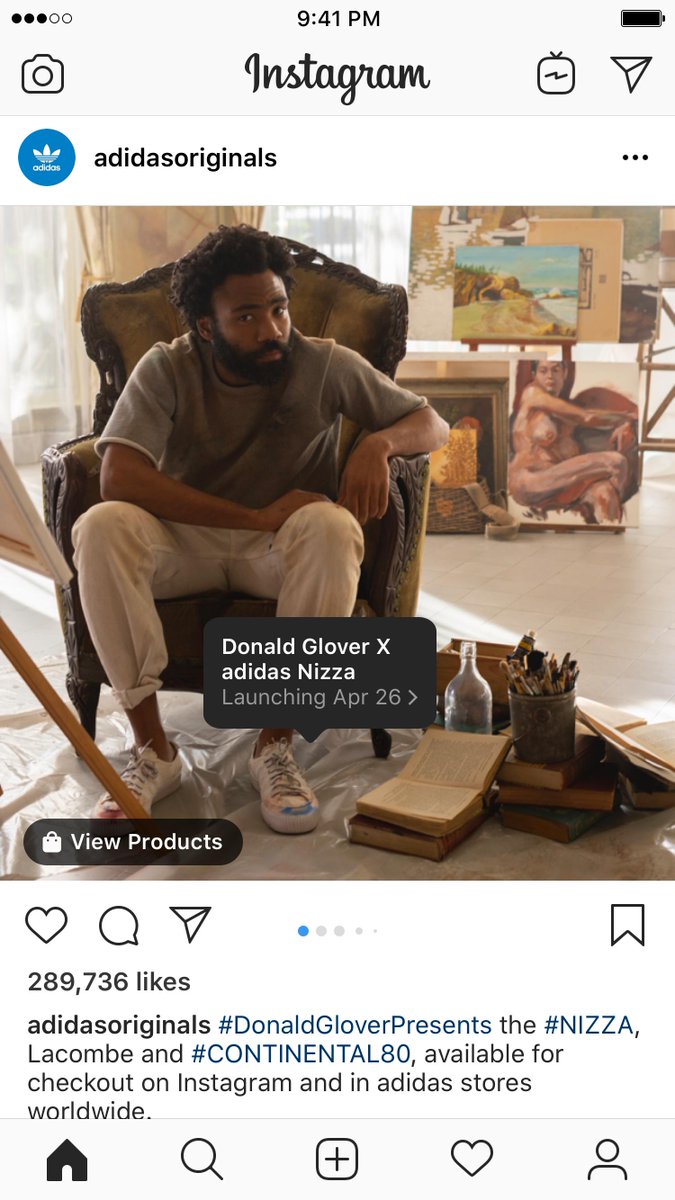 9:41 PM
Instagram
adidas
adidasoriginals
Donald Glover X
adidas Nizza
Launching Apr 26
View Products
289,736 likes
adidasoriginals #DonaldGloverPresents the #NIZZA,
Lacombe and #CONTINENTAL80, available for
checkout on Instagram and in adidas stores
worldwide.